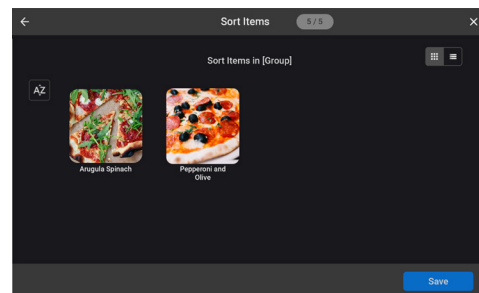 Sort Items
5 / 5
Sort Items in [Group]
AZ
Arugula Spinach
Pepperoni and
Olive
Save